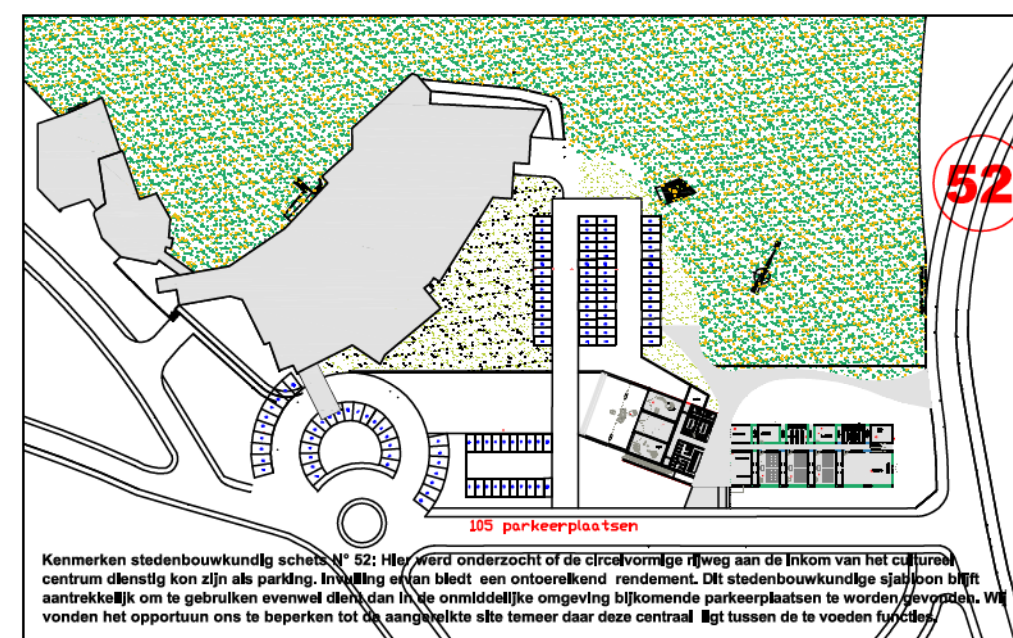 52
105 parkeerplaatsen
Kenmerken stedenbouwkundig schets N° 52: Hier werd onderzocht of de circelvormige rijweg aan de inkom van het cultureel
centrum dienstig kon zijn als parking. Invulling ervan biedt een ontoereikend rendement. Dit stedenbouwkundige sjabloon blijft
aantrekkelijk om te gebruiken evenwel dient dan in de onmiddelijke omgeving bijkomende parkeerplaatsen te worden gevonden. Wij
vonden het opportuun ons te beperken tot de aangereikte site temeer daar deze centraal ligt tussen de te voeden functies.